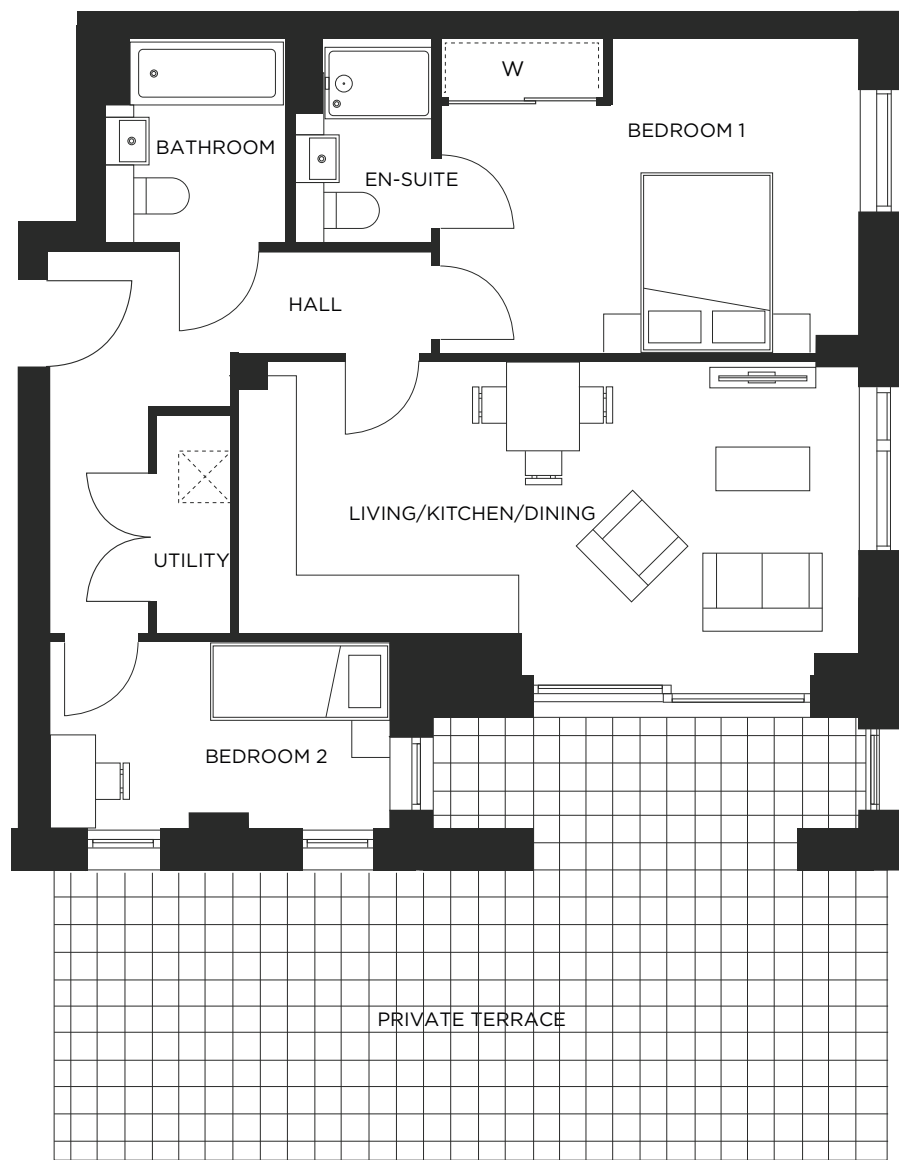 W
BEDROOM 1
BATHROOM
EN-SUITE
HALL
LIVING/KITCHEN/DINING
UTILITY
BEDROOM 2
PRIVATE TERRACE